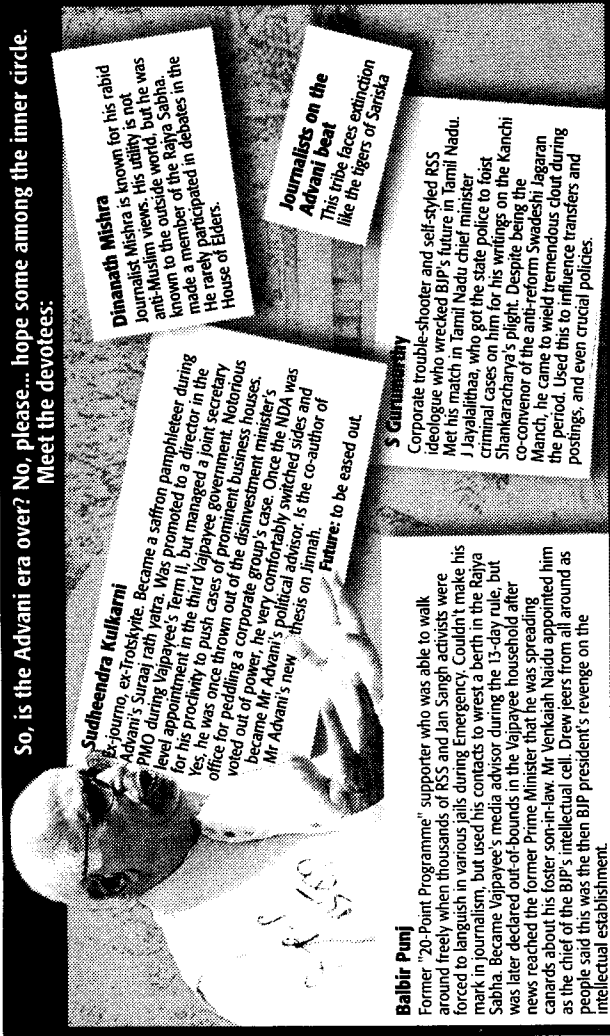 So, is the Advani era over? No, please... hope some among the inner circle.
Meet the devotees:
Sudheendra Kulkarni
Ex-journo, ex-Trotskyite. Became a saffron pamphleteer during
Advani's Suraaj rath yatra. Was promoted to a director in the
PMO during Vajpayee's Term II, but managed a joint secretary
level appointment in the third Vajpayee government. Notorious
for his proclivity to push cases of prominent business houses.
Yes, he was once thrown out of the disinvestment minister's
office for peddling a corporate group's case. Once the NDA was
voted out of power, he very comfortably switched sides and
became Mr Advani's political advisor. Is the co-author of
Mr Advani's new thesis on Jinnah.
Future: to be eased out.
Dinanath Mishra
Journalist Mishra is known for his rabid
anti-Muslim views. His utility is not
known to the outside world, but he was
made a member of the Rajya Sabha.
He rarely participated in debates in the
House of Elders.
Journalists on the
Advani beat
This tribe faces extinction
like the tigers of Sariska
Balbir Punj
Former "20-Point Programme" supporter who was able to walk
around freely when thousands of RSS and Jan Sangh activists were
forced to languish in various jails during Emergency. Couldn't make his
mark in journalism, but used his contacts to wrest a berth in the Rajya
Sabha. Became Vajpayee's media advisor during the 13-day rule, but
was later declared out-of-bounds in the Vajpayee household after
news reached the former Prime Minister that he was spreading
canards about his foster son-in-law. Mr Venkaiah Naidu appointed him
as the chief of the BJP's intellectual cell. Drew jeers from all around as
people said this was the then BJP president's revenge on the
intellectual establishment.
S Gurumurthy
Corporate trouble-shooter and self-styled RSS
ideologue who wrecked BJP's future in Tamil Nadu.
Met his match in Tamil Nadu chief minister
J Jayalalithaa, who got the state police to foist
criminal cases on him for his writings on the Kanchi
Shankaracharya's plight. Despite being the
co-convenor of the anti-reform Swadeshi Jagaran
Manch, he came to wield tremendous clout during
the period. Used this to influence transfers and
postings, and even crucial policies.